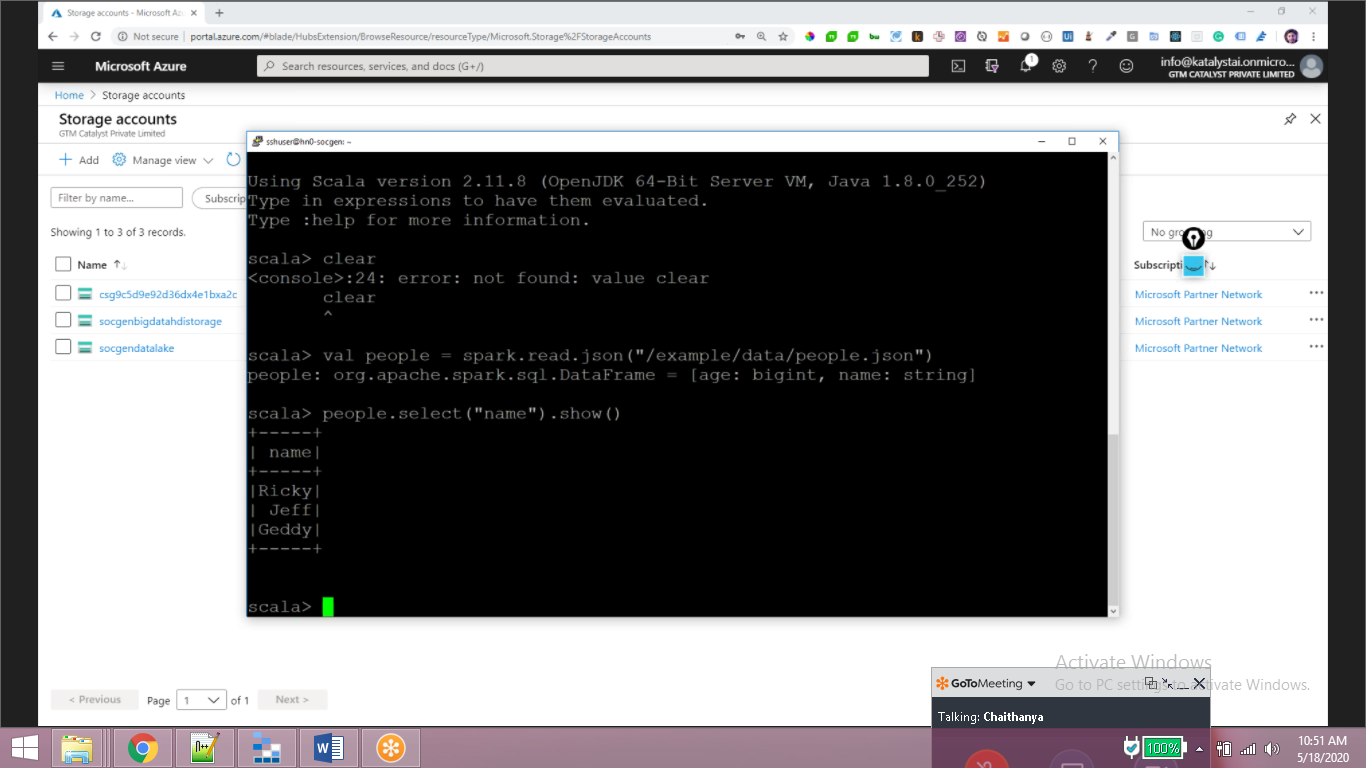 Storage accounts - Microsoft Az
Not secure | portal.azure.com/#blade/HubsExtension/BrowseResource/resourceType/Microsoft.Storage%2FStorageAccounts
Microsoft Azure
Search resources, services, and docs (G+/)
1
info@katalystai.onmicro...
GTM CATALYST PRIVATE LIMITED
Home > Storage accounts
Storage accounts
GTM Catalyst Private Limited
Add
Manage view
Filter by name...
Subscrip
Showing 1 to 3 of 3 records.
No gro
Name ↑↓
Subscripti ↑↓
csg9c5d9e92d36dx4e1bxa2c
Microsoft Partner Network
socgenbigdatahdistorage
Microsoft Partner Network
socgendatalake
Microsoft Partner Network
sshuser@hn0-socgen: ~
Using Scala version 2.11.8 (OpenJDK 64-Bit Server VM, Java 1.8.0_252)
Type in expressions to have them evaluated.
Type :help for more information.
scala> clear
<console>:24: error: not found: value clear
clear
^
scala> val people = spark.read.json("/example/data/people.json")
people: org.apache.spark.sql.DataFrame = [age: bigint, name: string]
scala> people.select("name").show()
+-----+
| name|
+-----+
|Ricky|
| Jeff|
|Geddy|
+-----+
scala>
< Previous
Page 1 of 1
Next >
Activate Windows
Go to PC settings to activate Windows.
GoToMeeting
Talking: Chaithanya
100%
10:51 AM
5/18/2020